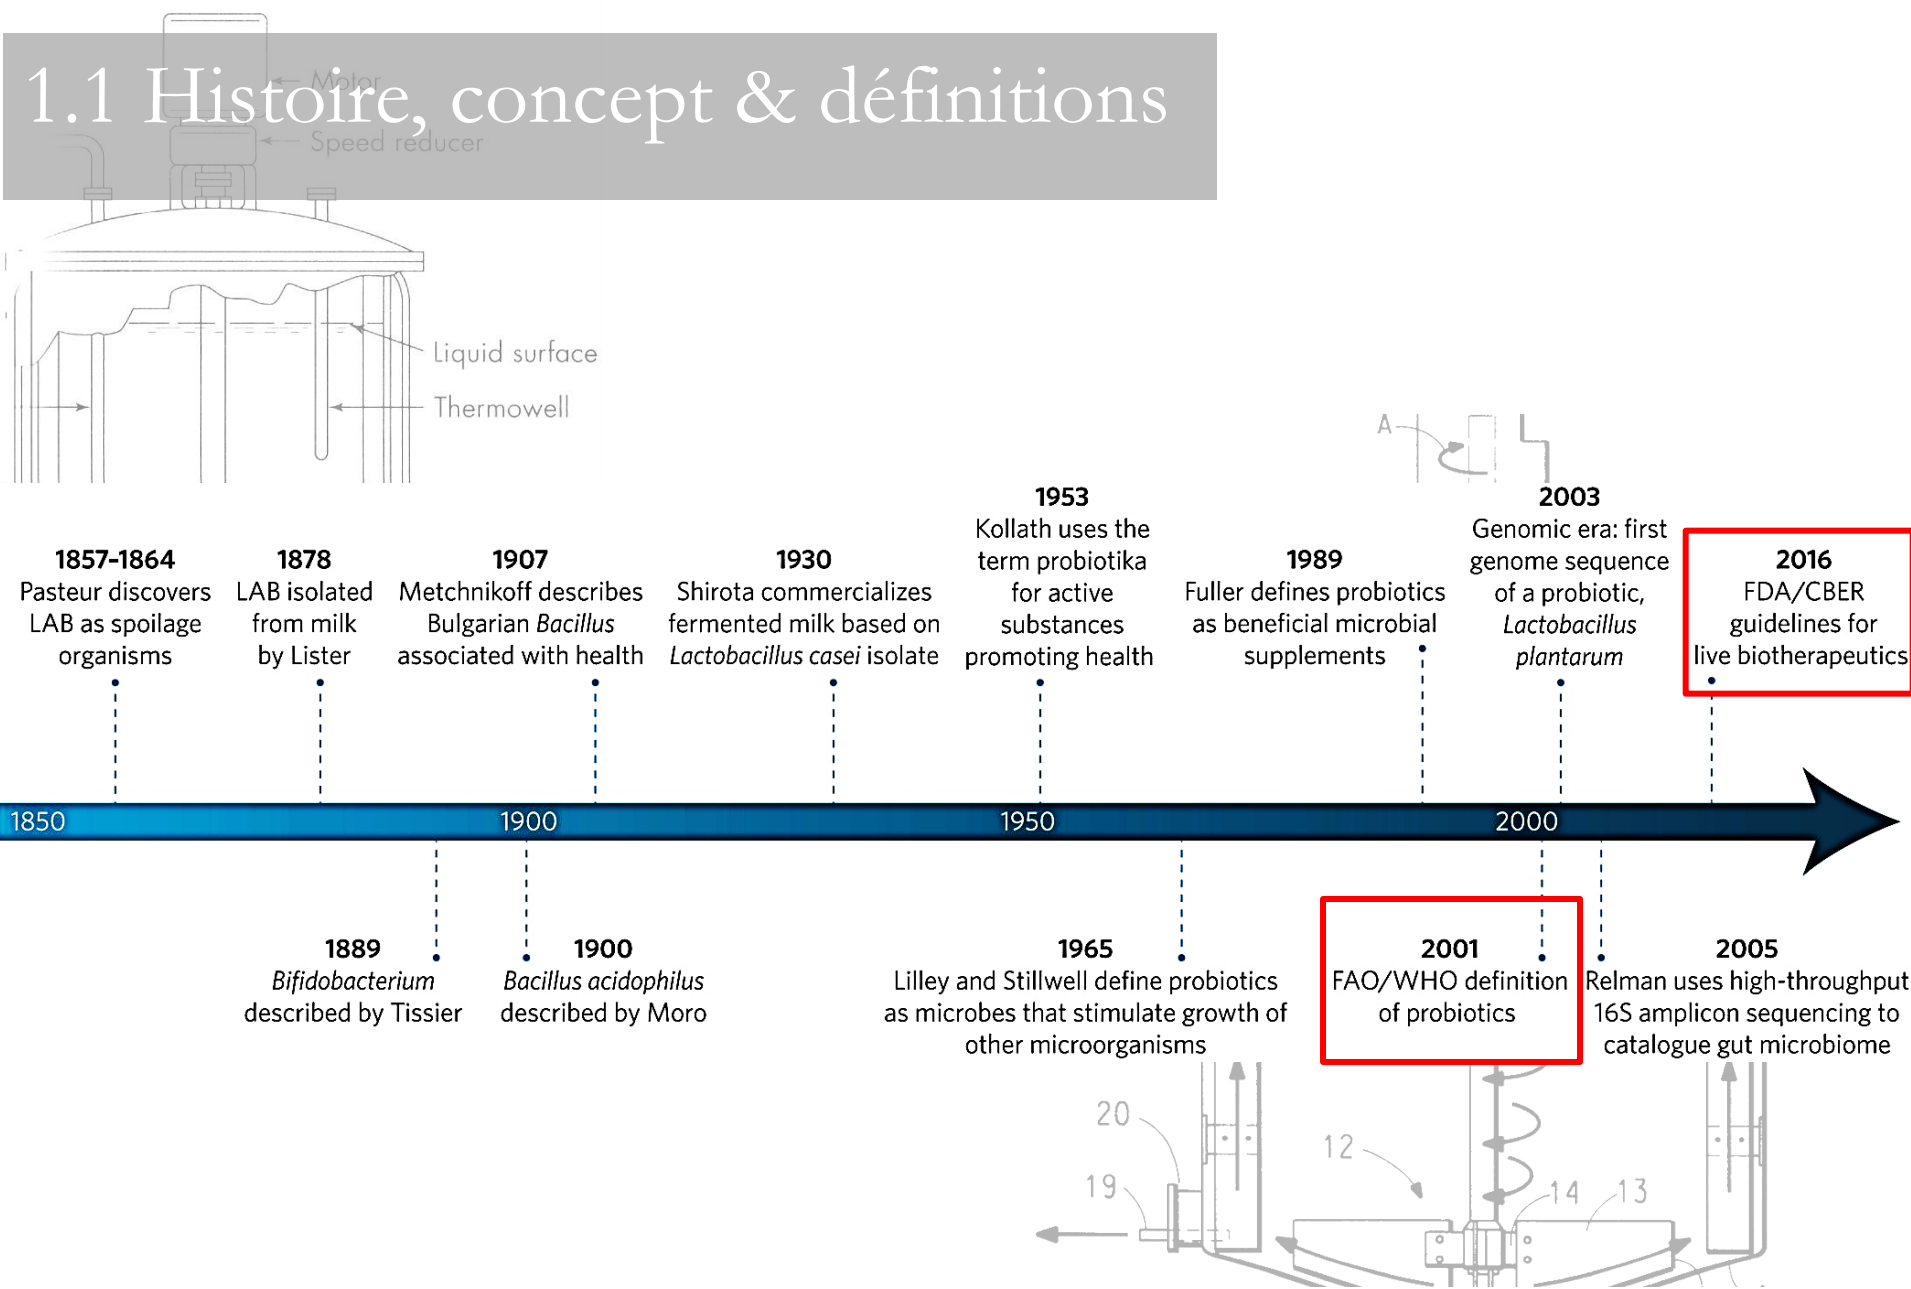 1.1 Histoire, concept & définitions
Motor
Speed reducer
Liquid surface
Thermowell
A
1857-1864
Pasteur discovers
LAB as spoilage
organisms
1878
LAB isolated
from milk
by Lister
1907
Metchnikoff describes
Bulgarian Bacillus
associated with health
1930
Shirota commercializes
fermented milk based on
Lactobacillus casei isolate
1953
Kollath uses the
term probiotika
for active
substances
promoting health
1989
Fuller defines probiotics
as beneficial microbial
supplements
2003
Genomic era: first
genome sequence
of a probiotic,
Lactobacillus
plantarum
2016
FDA/CBER
guidelines for
live biotherapeutics
1850
1900
1950
2000
1889
Bifidobacterium
described by Tissier
1900
Bacillus acidophilus
described by Moro
1965
Lilley and Stillwell define probiotics
as microbes that stimulate growth of
other microorganisms
2001
FAO/WHO definition
of probiotics
2005
Relman uses high-throughput
16S amplicon sequencing to
catalogue gut microbiome
20
12
19
14
13